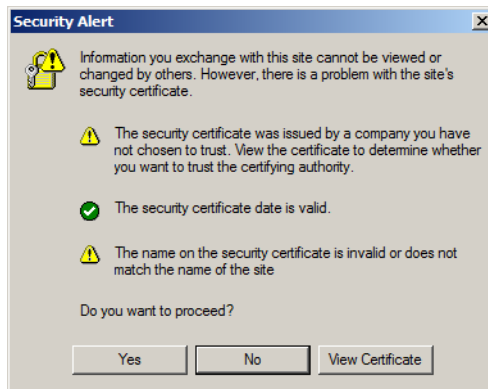 Security Alert
Information you exchange with this site cannot be viewed or
changed by others. However, there is a problem with the site's
security certificate.
The security certificate was issued by a company you have
not chosen to trust. View the certificate to determine whether
you want to trust the certifying authority.
The security certificate date is valid.
The name on the security certificate is invalid or does not
match the name of the site
Do you want to proceed?
Yes No View Certificate